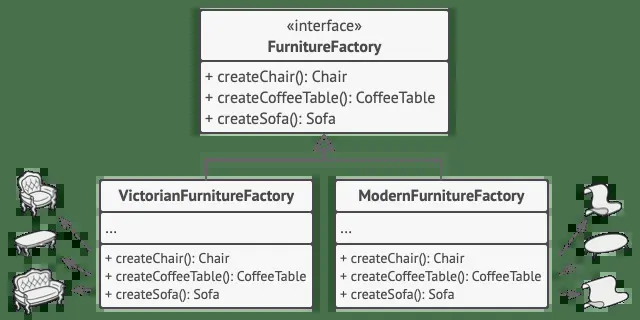 «interface»
FurnitureFactory
+ createChair(): Chair
+ createCoffeeTable(): CoffeeTable
+ createSofa(): Sofa
VictorianFurnitureFactory
...
+ createChair(): Chair
+ createCoffeeTable(): CoffeeTable
+ createSofa(): Sofa
ModernFurnitureFactory
...
+ createChair(): Chair
+ createCoffeeTable(): CoffeeTable
+ createSofa(): Sofa